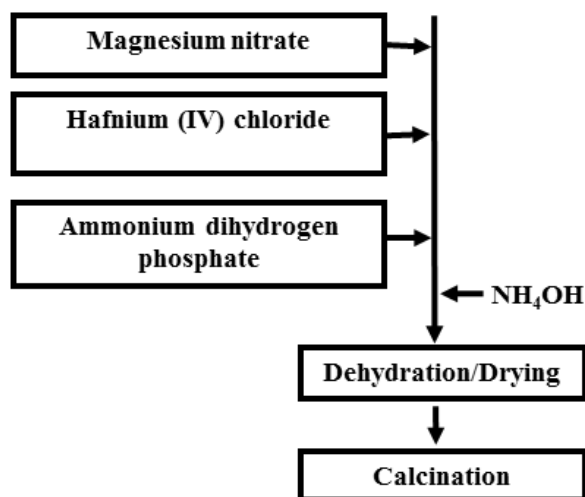 Magnesium nitrate
Hafnium (IV) chloride
Ammonium dihydrogen
phosphate
NH₄OH
Dehydration/Drying
Calcination